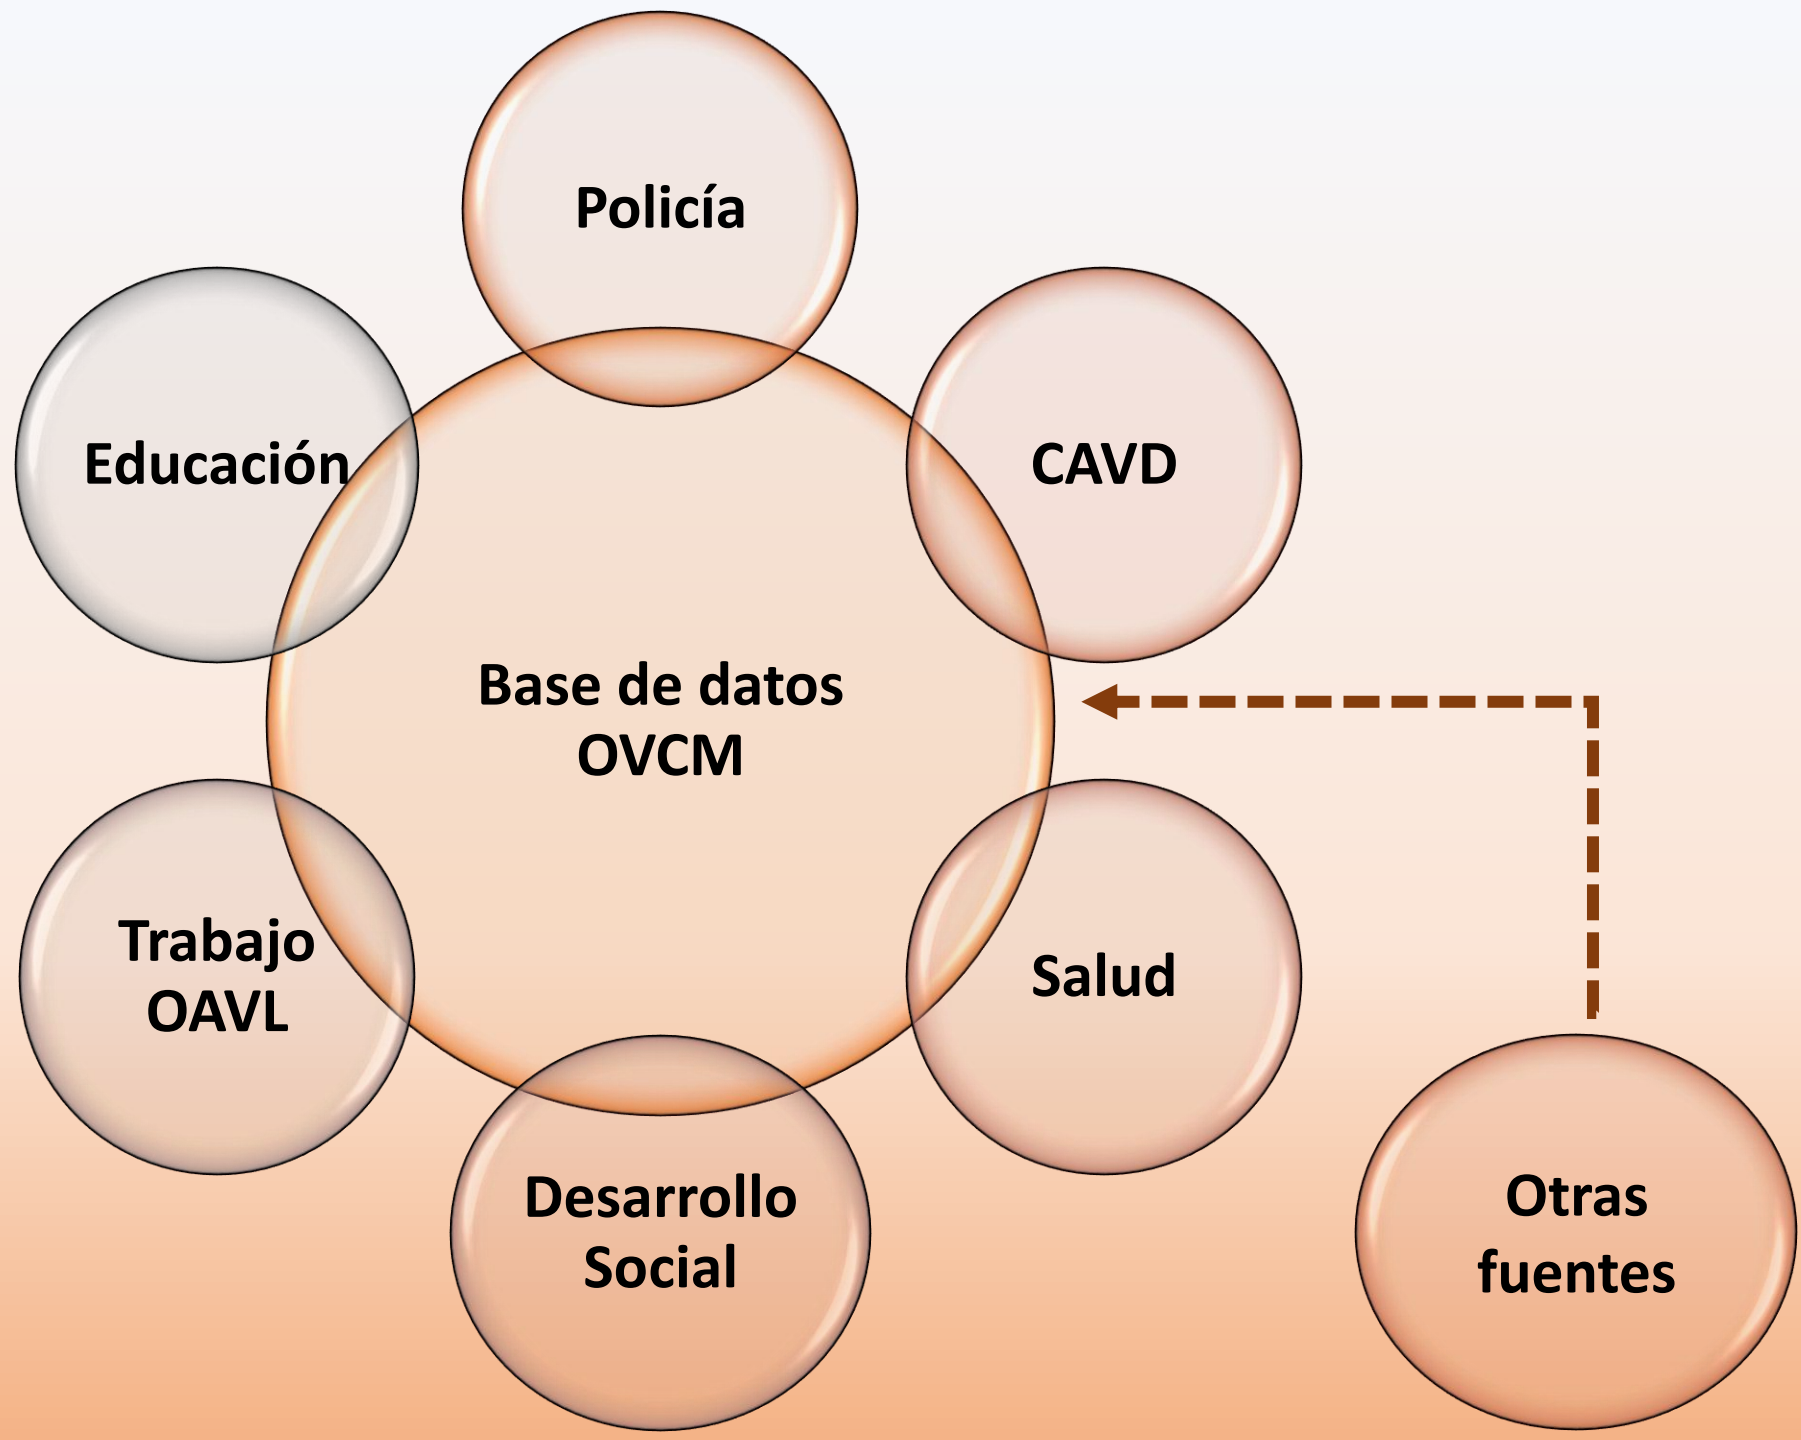 Policía
Educación
CAVD
Base de datos
OVCM
Trabajo
OAVL
Salud
Desarrollo
Social
Otras
fuentes